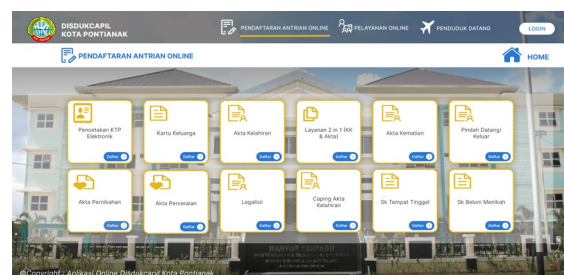 DISDUKCAPIL
KOTA PONTIANAK
PENDAFTARAN ANTRIAN ONLINE
PELAYANAN ONLINE
PENDUDUK DATANG
LOGIN
PENDAFTARAN ANTRIAN ONLINE
HOME
Pencetakan KTP
Elektronik
Daftar
Kartu Keluarga
Daftar
Akta Kelahiran
Daftar
Layanan 2 in 1 (KK
& Akta)
Daftar
Akta Kematian
Daftar
Pindah Datang/
Keluar
Daftar
Akta Pernikahan
Daftar
Akta Perceraian
Daftar
Legalisir
Daftar
Caping Akta
Kelahiran
Daftar
Sk Tempat Tinggal
Daftar
Sk Belum Menikah
Daftar
KANTOR TERPADU
@Copyright : Aplikasi Online Disdukcapil Kota Pontianak